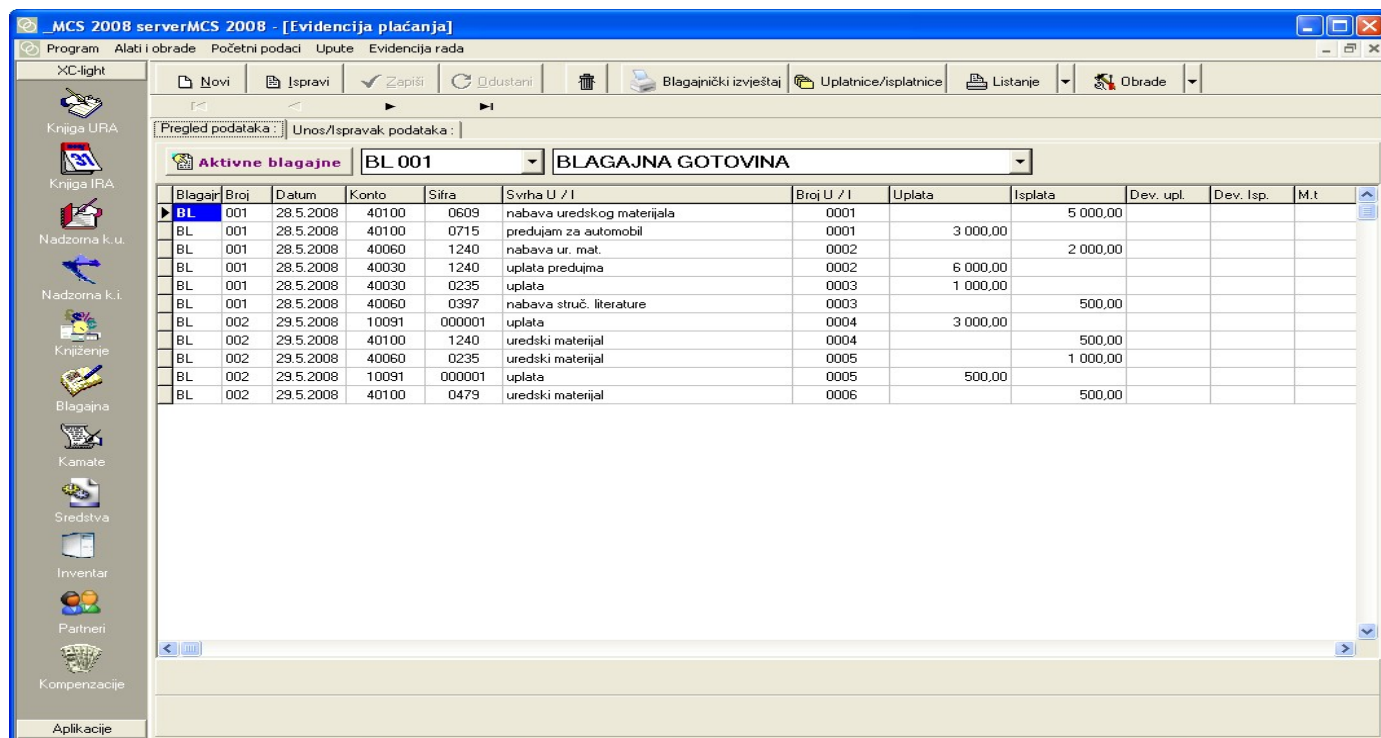 _MCS 2008 serverMCS 2008 - [Evidencija plaćanja]
Program Alati i obrade Početni podaci Upute Evidencija rada
XC-light
Novi Ispravi Zapiši Odustani Blagajnički izvještaj Uplatnice/isplatnice Listanje Obrade
Knjiga URA
Knjiga IRA
Nadzorna k.u.
Nadzorna k.i.
Knjiženje
Blagajna
Kamate
Sredstva
Inventar
Partneri
Kompenzacije
Aplikacije
Pregled podataka : Unos/Ispravak podataka :
Aktivne blagajne BL 001 BLAGAJNA GOTOVINA
Blagajr Broj Datum Konto Sifra Svrha U / I Broj U / I Uplata Isplata Dev. upl. Dev. Isp. M.t
BL 001 28.5.2008 40100 0609 nabava uredskog materijala 0001 5 000,00
BL 001 28.5.2008 40100 0715 predujam za automobil 0001 3 000,00
BL 001 28.5.2008 40060 1240 nabava ur. mat. 0002 2 000,00
BL 001 28.5.2008 40030 1240 uplata predujma 0002 6 000,00
BL 001 28.5.2008 40030 0235 uplata 0003 1 000,00
BL 001 28.5.2008 40060 0397 nabava struč. literature 0003 500,00
BL 002 29.5.2008 10091 000001 uplata 0004 3 000,00
BL 002 29.5.2008 40100 1240 uredski materijal 0004 500,00
BL 002 29.5.2008 40060 0235 uredski materijal 0005 1 000,00
BL 002 29.5.2008 10091 000001 uplata 0005 500,00
BL 002 29.5.2008 40100 0479 uredski materijal 0006 500,00